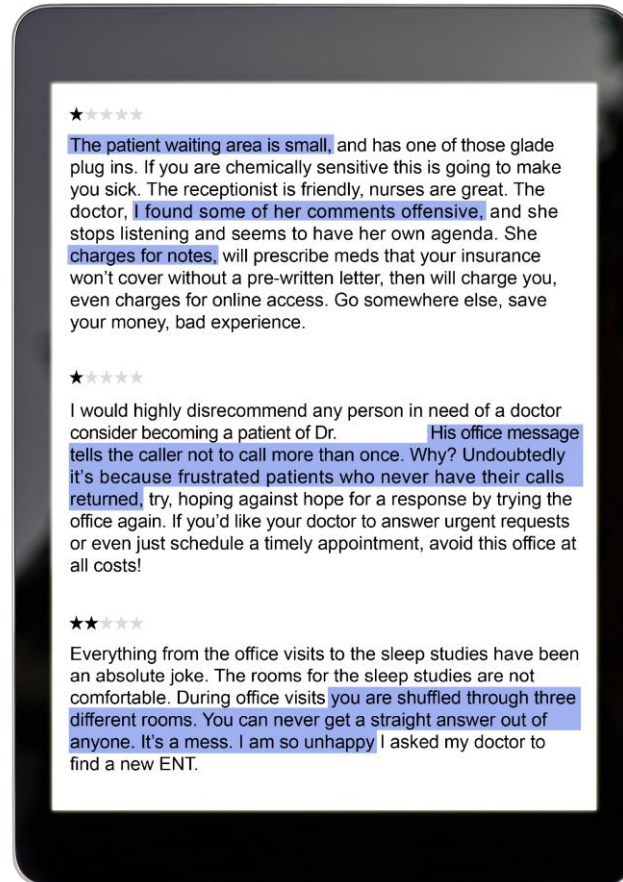 The patient waiting area is small, and has one of those glade
plug ins. If you are chemically sensitive this is going to make
you sick. The receptionist is friendly, nurses are great. The
doctor, I found some of her comments offensive, and she
stops listening and seems to have her own agenda. She
charges for notes, will prescribe meds that your insurance
won't cover without a pre-written letter, then will charge you,
even charges for online access. Go somewhere else, save
your money, bad experience.
I would highly disrecommend any person in need of a doctor
consider becoming a patient of Dr. His office message
tells the caller not to call more than once. Why? Undoubtedly
it's because frustrated patients who never have their calls
returned, try, hoping against hope for a response by trying the
office again. If you'd like your doctor to answer urgent requests
or even just schedule a timely appointment, avoid this office at
all costs!
Everything from the office visits to the sleep studies have been
an absolute joke. The rooms for the sleep studies are not
comfortable. During office visits you are shuffled through three
different rooms. You can never get a straight answer out of
anyone. It's a mess. I am so unhappy I asked my doctor to
find a new ENT.